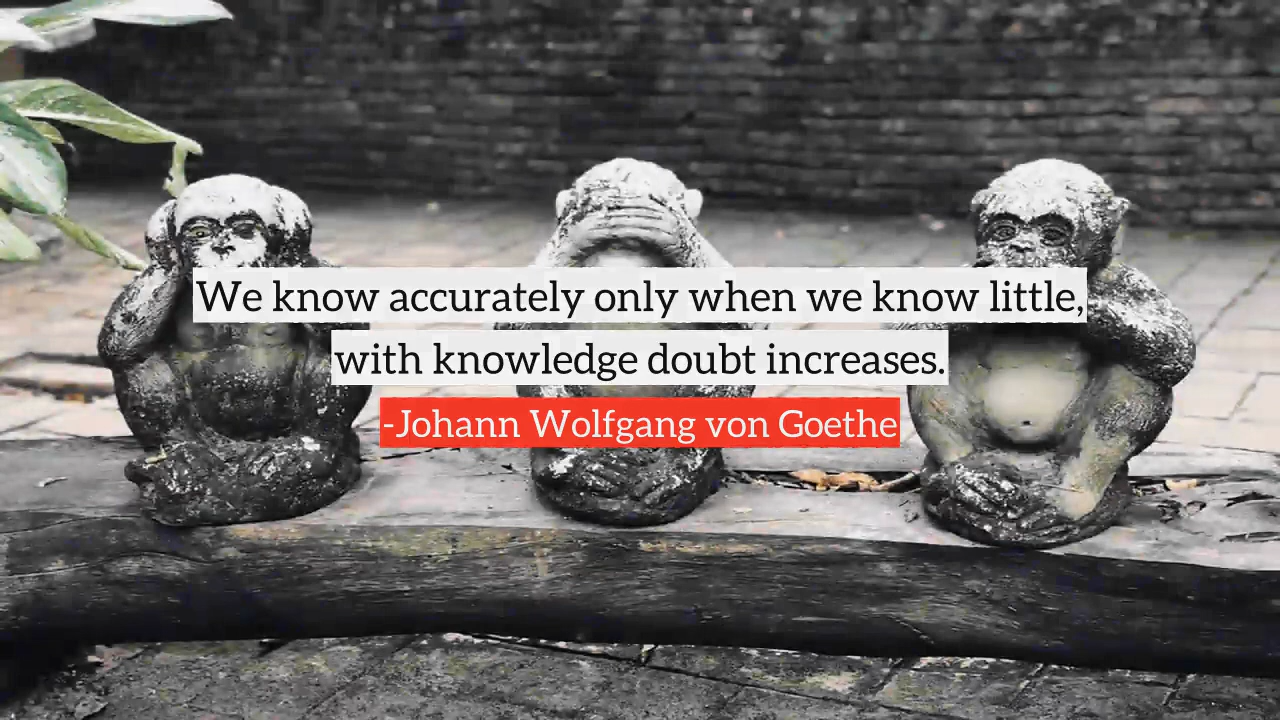 We know accurately only when we know little,
with knowledge doubt increases.
-Johann Wolfgang von Goethe